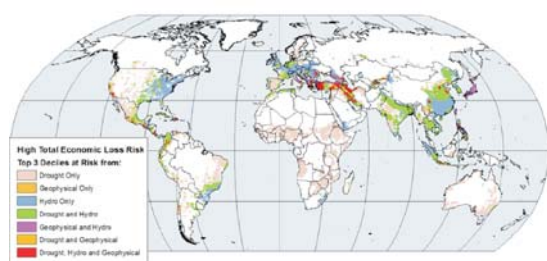 High Total Economic Loss Risk
Top 3 Deciles at Risk from:
Drought Only
Geophysical Only
Hydro Only
Drought and Hydro
Geophysical and Hydro
Drought and Geophysical
Drought, Hydro and Geophysical